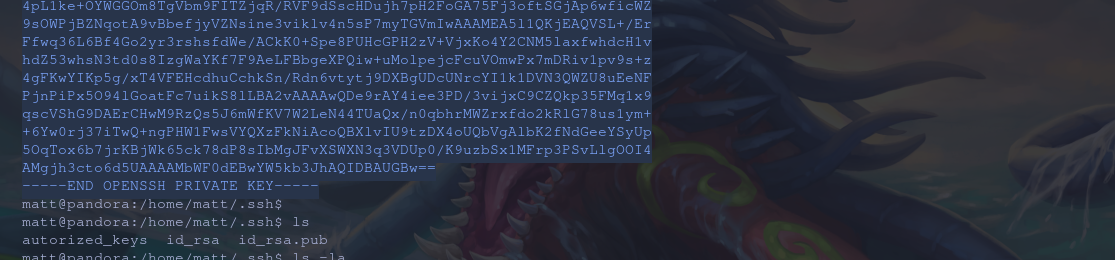 4pLlke+OYWGGOm8TgVbm9FITZjqR/RVF9dSscHDujh7pH2FoGA75Fj3oftSGjAp6wficWZ
9sOWPjBZNqotA9vBbefjyVZNsine3viklv4n5sP7myTGVmIwAAAMEA5l1QKjEAQVSL+/Er
Ffwq36L6Bf4Go2yr3rshsfdWe/ACkK0+Spe8PUHcGPH2zV+VjxKo4Y2CNM5laxfwhdcH1v
hdZ53whsN3td0s8IzgWaYKf7F9AeLFBbgeXPQiw+uMolpejcFcuVOmwPx7mDRiv1pv9s+z
4gFKwYIKp5g/xT4VFEHcdhuCchkSn/Rdn6vtytj9DXBgUDcUNrcYI1k1DVN3QWZU8uEeNF
PjnPiPx5O94lGoatFc7uikS8lLBA2vAAAAwQDe9rAY4iee3PD/3vijxC9CZQkp35FMq1x9
qscVShG9DAErCHwM9RzQs5J6mWfKV7W2LeN44TUaQx/n0qbhrMWZrxfdo2kRlG78us1ym+
+6Yw0rj37iTwQ+ngPHW1FwsVYQXzFkNiAcoQBXlvIU9tzDX4oUQbVgAlbK2fNdGeeYSyUp
5OqTox6b7jrKBjWk65ck78dP8sIbMgJFvXSWXN3q3VDUp0/K9uzbSx1MFrp3PSvLlgOOI4
AMgjh3cto6d5UAAAAMbWF0dEBwYW5kb3JhAQIDBAUGBw==
-----END OPENSSH PRIVATE KEY-----
matt@pandora:/home/matt/.ssh$
matt@pandora:/home/matt/.ssh$ ls
autorized_keys  id_rsa  id_rsa.pub
matt@pandora:/home/matt/.ssh$ ls -la